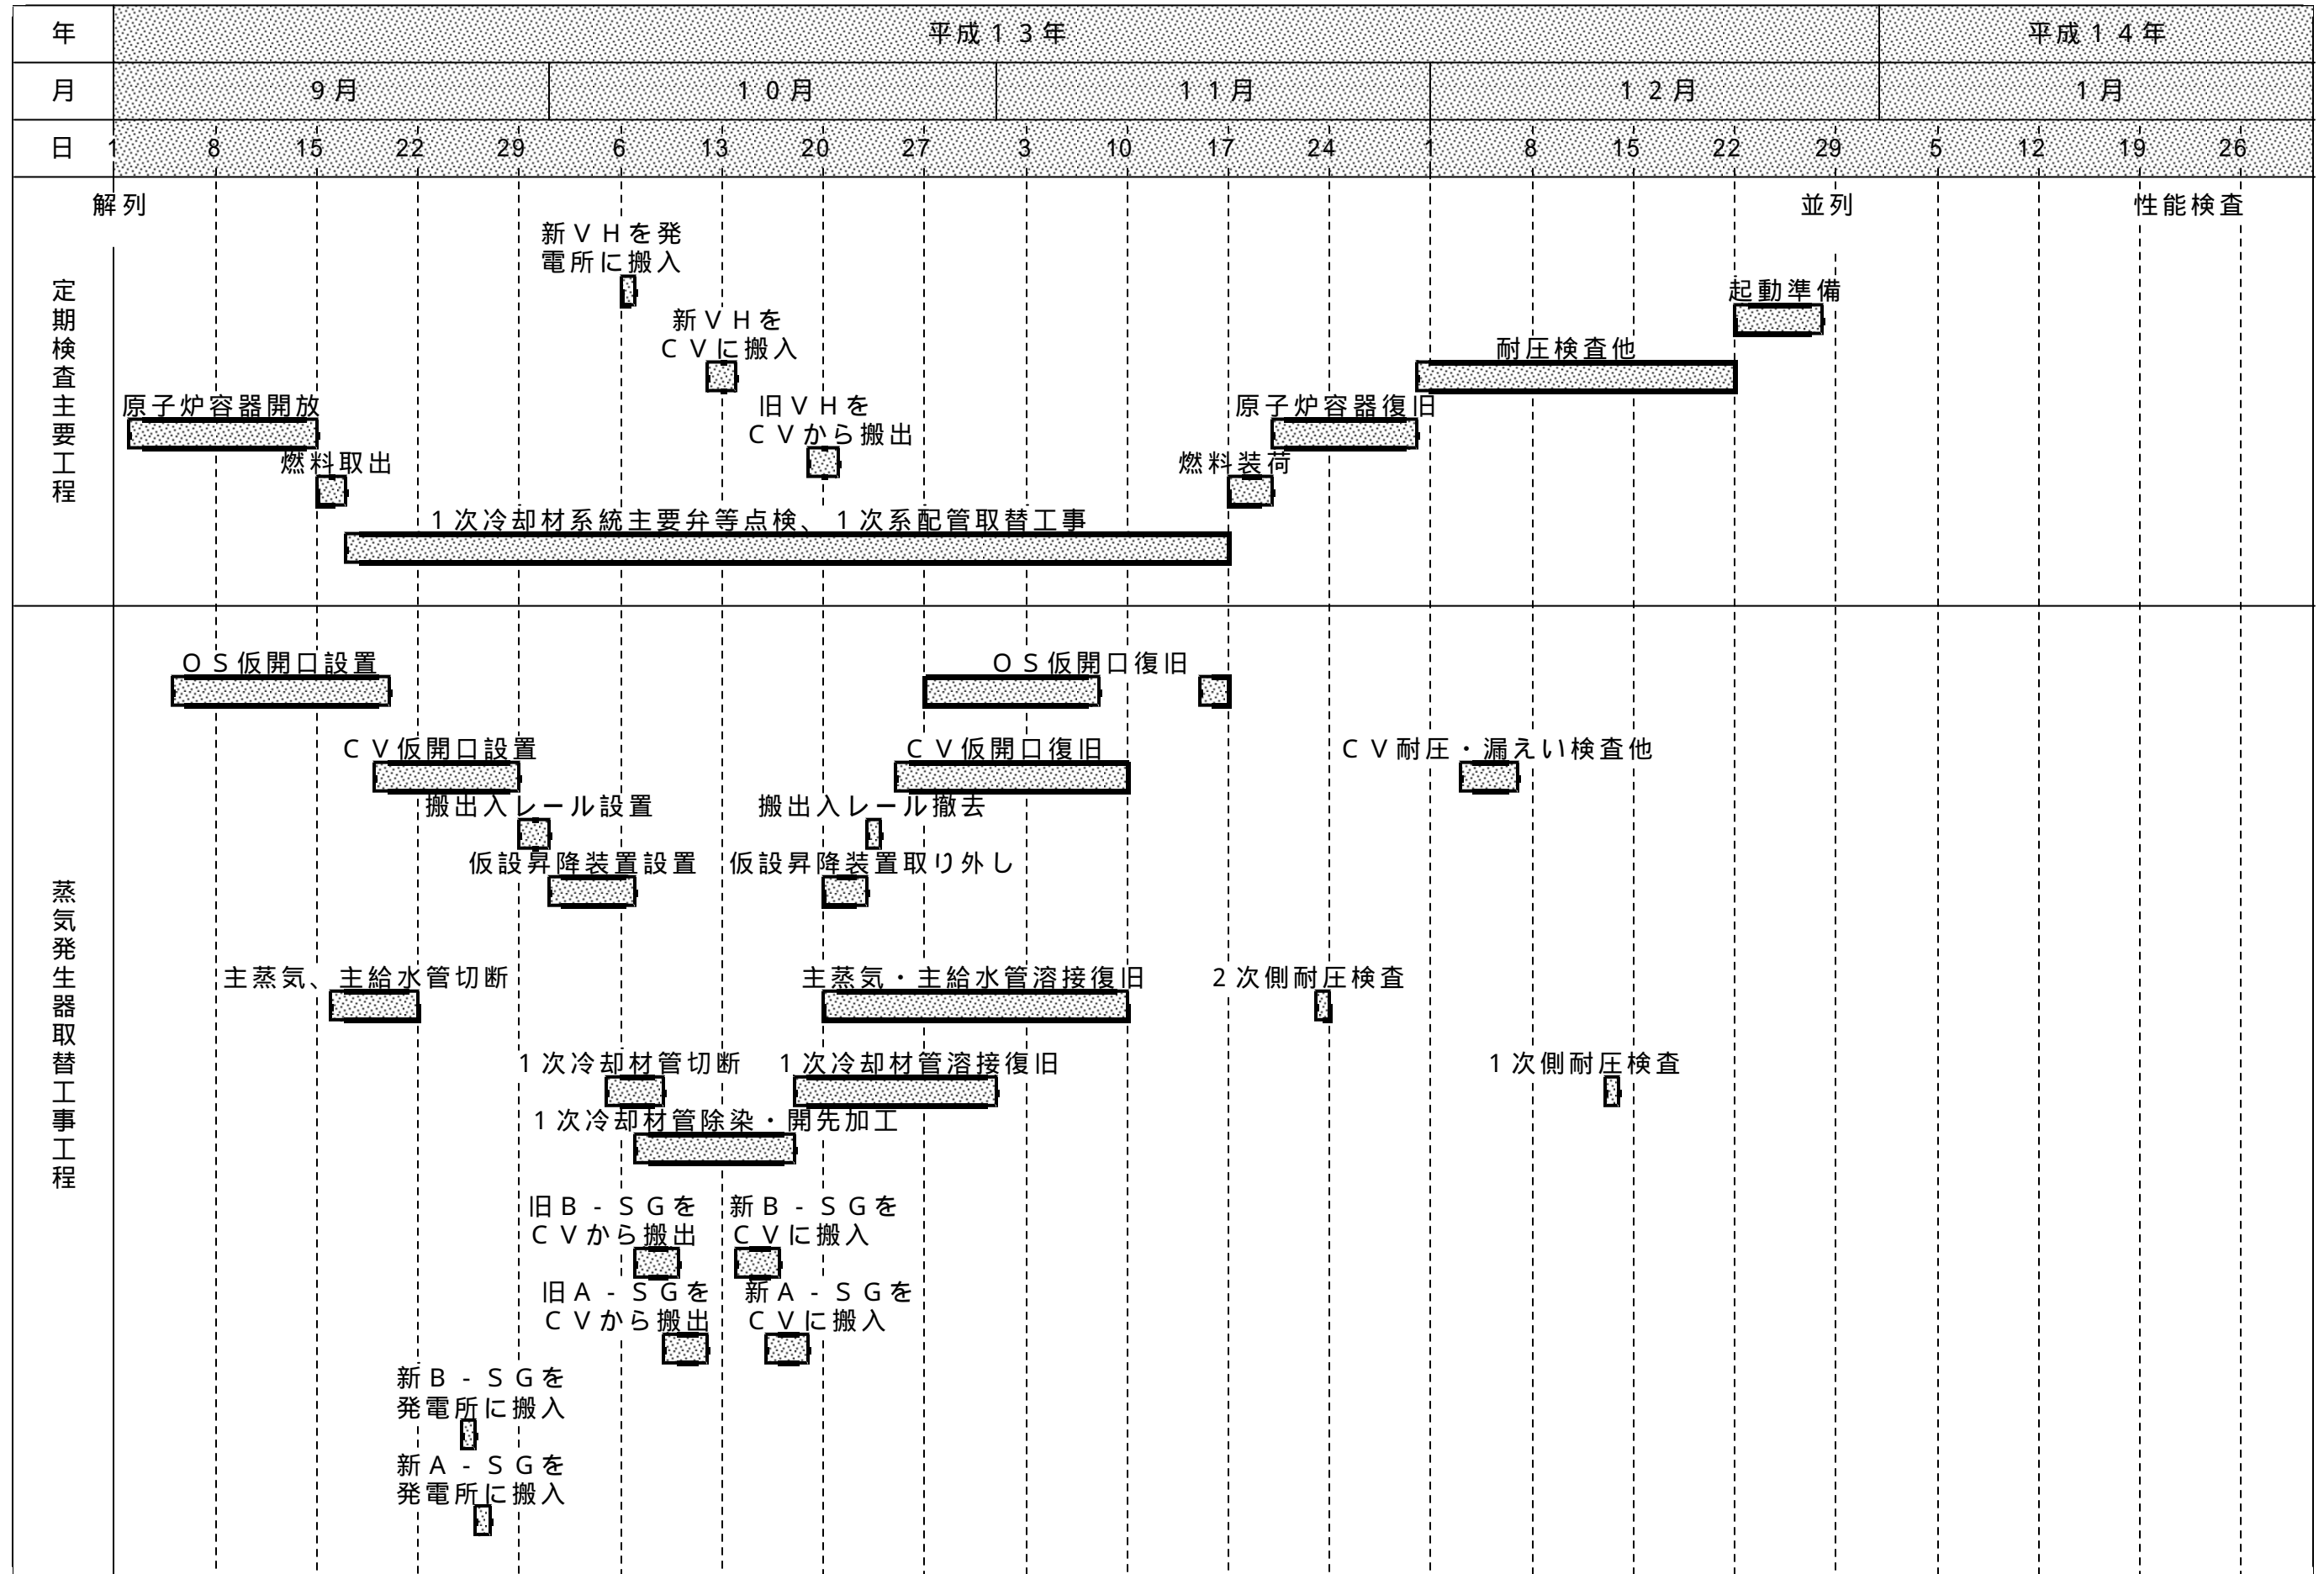 年 平成１３年 平成１４年
月 ９月 １０月 １１月 １２月 １月
日 1 8 15 22 29 6 13 20 27 3 10 17 24 1 8 15 22 29 5 12 19 26
定期検査主要工程
解列 並列 性能検査
新ＶＨを発
電所に搬入
起動準備
新ＶＨを
ＣＶに搬入
耐圧検査他
原子炉容器開放
旧ＶＨを
ＣＶから搬出
原子炉容器復旧
燃料取出
燃料装荷
１次冷却材系統主要弁等点検、１次系配管取替工事
蒸気発生器取替工事工程
ＯＳ仮開口設置 ＯＳ仮開口復旧
ＣＶ仮開口設置 ＣＶ仮開口復旧 ＣＶ耐圧・漏えい検査他
搬出入レール設置 搬出入レール撤去
仮設昇降装置設置 仮設昇降装置取り外し
主蒸気、主給水管切断 主蒸気・主給水管溶接復旧 ２次側耐圧検査
１次冷却材管切断 １次冷却材管溶接復旧 １次側耐圧検査
１次冷却材管除染・開先加工
旧Ｂ-ＳＧを
ＣＶから搬出
新Ｂ-ＳＧを
ＣＶに搬入
旧Ａ-ＳＧを
ＣＶから搬出
新Ａ-ＳＧを
ＣＶに搬入
新Ｂ-ＳＧを
発電所に搬入
新Ａ-ＳＧを
発電所に搬入